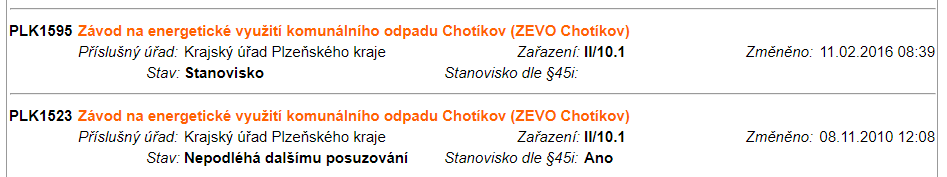 PLK1595 Závod na energetické využití komunálního odpadu Chotíkov (ZEVO Chotíkov)
Příslušný úřad: Krajský úřad Plzeňského kraje Zařazení: II/10.1 Změněno: 11.02.2016 08:39
Stav: Stanovisko Stanovisko dle §45i:
PLK1523 Závod na energetické využití komunálního odpadu Chotíkov (ZEVO Chotíkov)
Příslušný úřad: Krajský úřad Plzeňského kraje Zařazení: II/10.1 Změněno: 08.11.2010 12:08
Stav: Nepodléhá dalšímu posuzování Stanovisko dle §45i: Ano